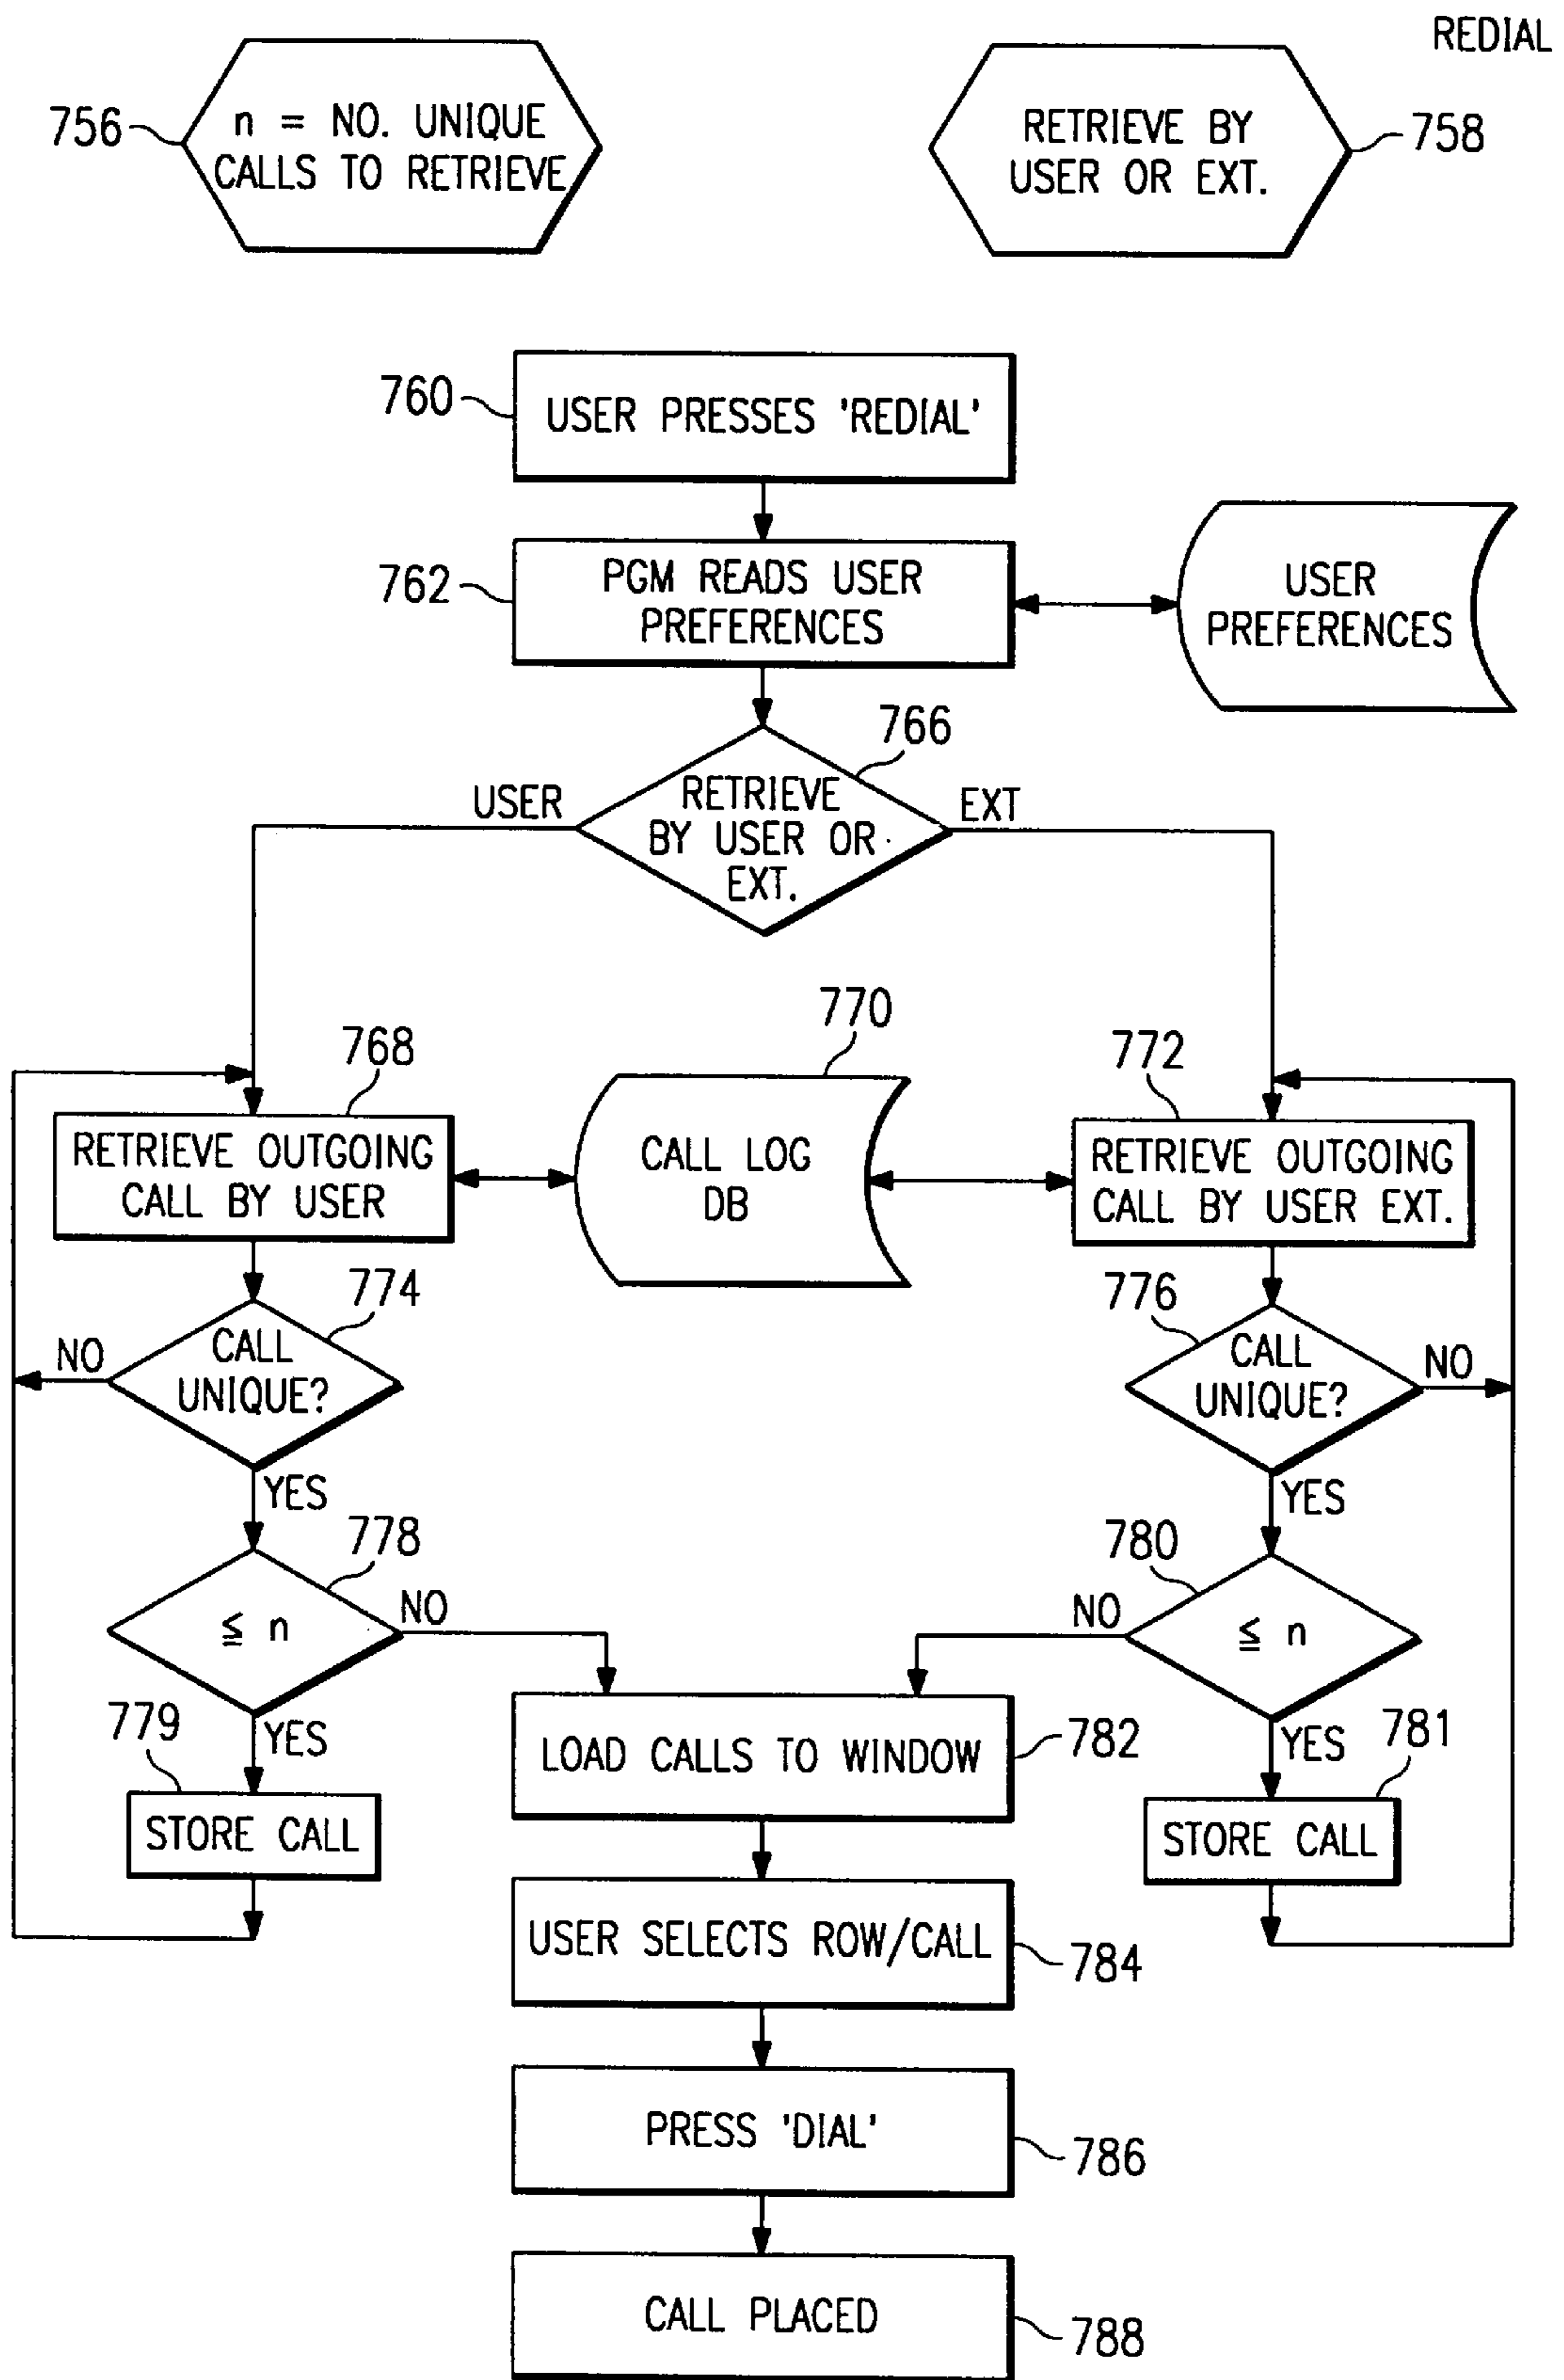 REDIAL
756
n = NO. UNIQUE
CALLS TO RETRIEVE
RETRIEVE BY
USER OR EXT.
758
760
USER PRESSES 'REDIAL'
762
PGM READS USER
PREFERENCES
USER
PREFERENCES
766
USER
RETRIEVE
BY USER OR
EXT.
EXT
768
770
772
RETRIEVE OUTGOING
CALL BY USER
CALL LOG
DB
RETRIEVE OUTGOING
CALL BY USER EXT.
774
776
NO
CALL
UNIQUE?
CALL
UNIQUE?
NO
YES
YES
778
780
≦ n
NO
NO
≦ n
779
YES
YES
781
STORE CALL
LOAD CALLS TO WINDOW
782
STORE CALL
USER SELECTS ROW/CALL
784
PRESS 'DIAL'
786
CALL PLACED
788